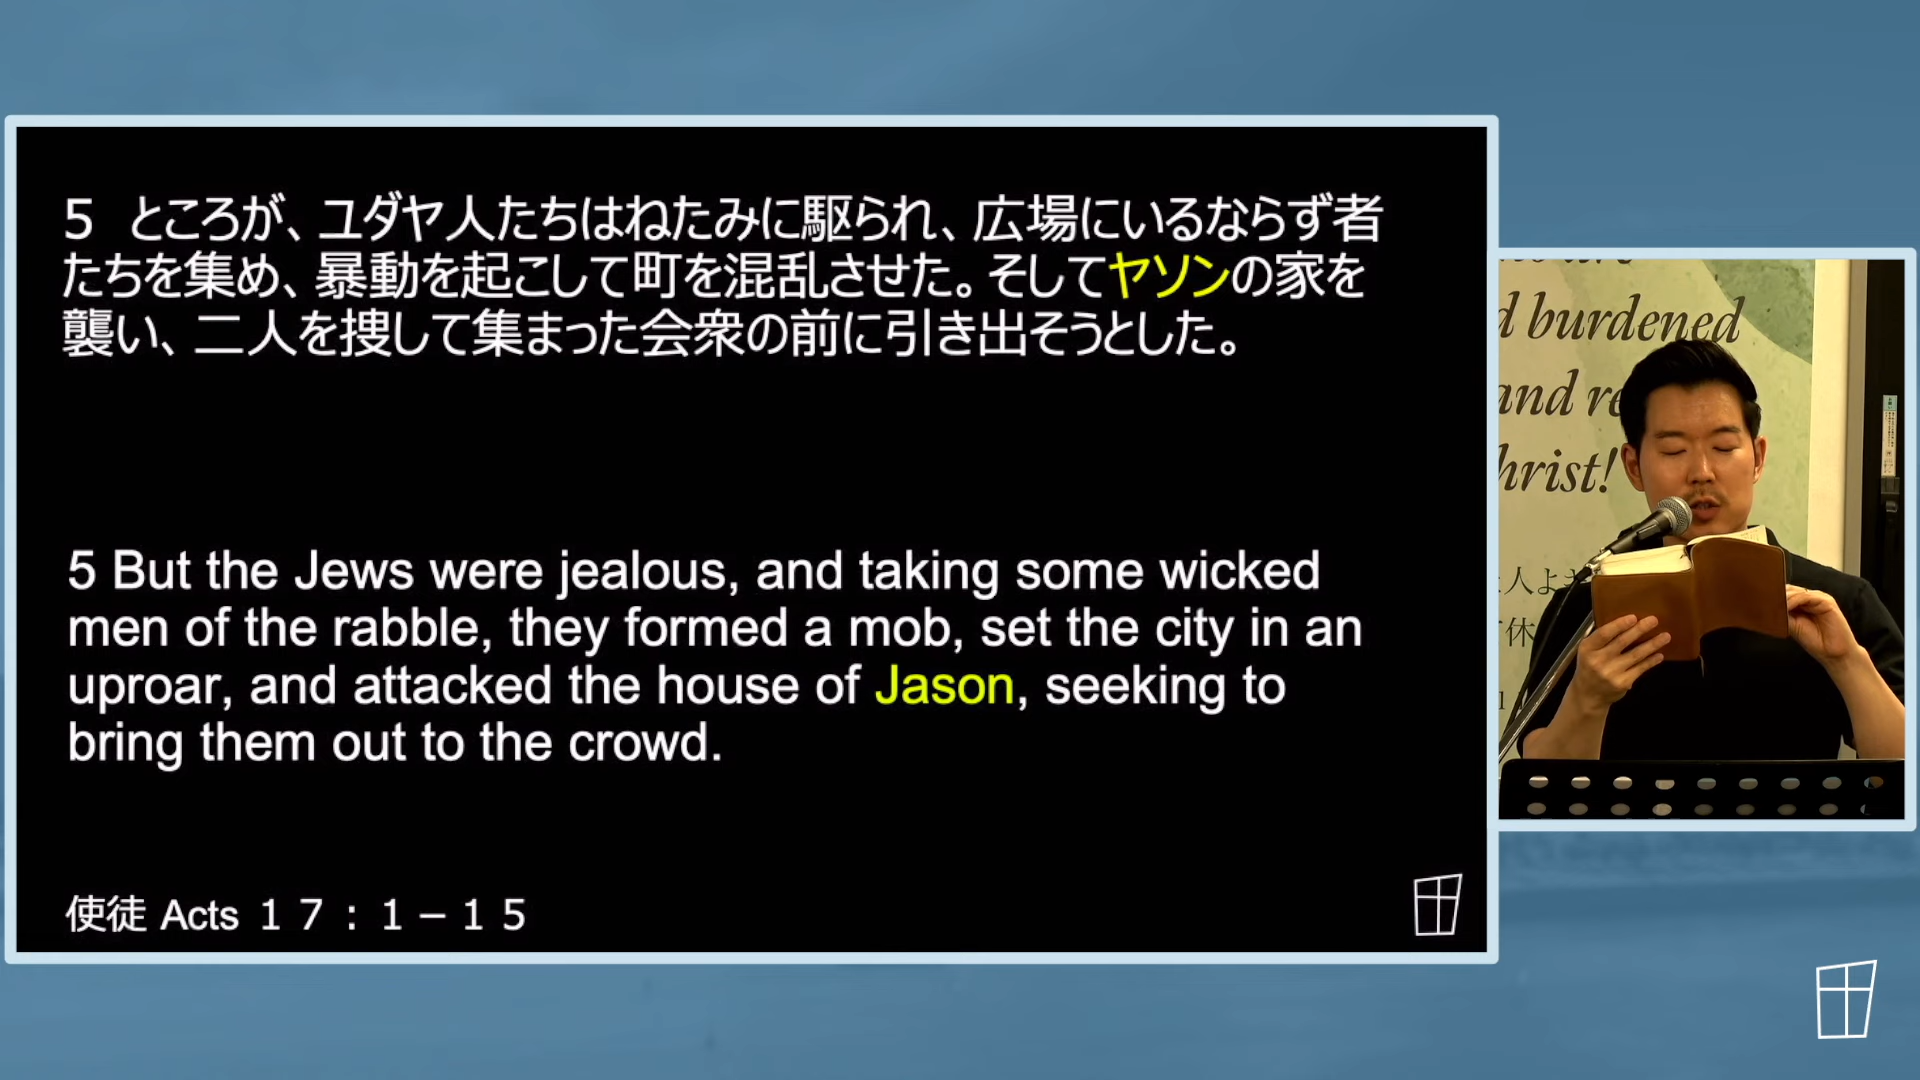 5 ところが、ユダヤ人たちはねたみに駆られ、広場にいるならず者
たちを集め、暴動を起こして町を混乱させた。そしてヤソンの家を
襲い、二人を捜して集まった会衆の前に引き出そうとした。
5 But the Jews were jealous, and taking some wicked
men of the rabble, they formed a mob, set the city in an
uproar, and attacked the house of Jason, seeking to
bring them out to the crowd.
使徒 Acts 17:1–15
burdened
and
hrist!
人よ
休